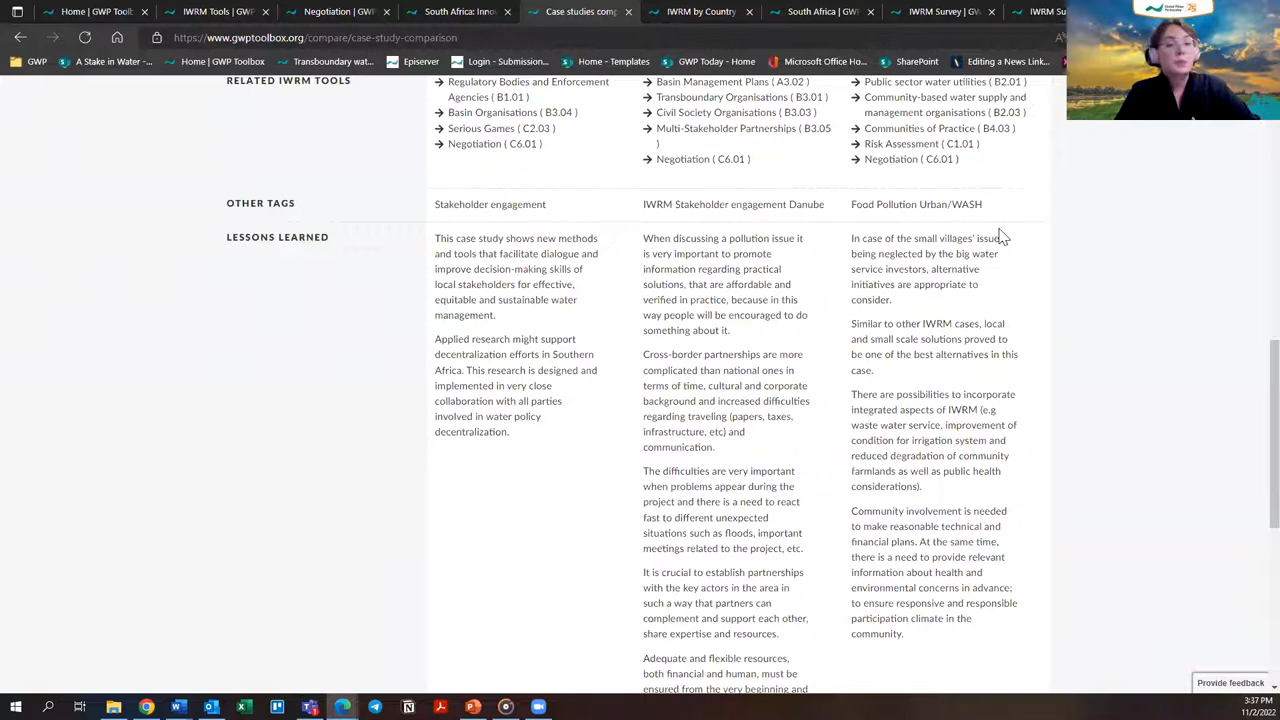 Home | GWP Tool:
IWRM Tools | GW
Negotiation | GWP
South Africa: Inno
Case studies comp
IWRM by Country
South Africa | GW
IWRM Survey | GW
IWRM Su
https://www.gwptoolbox.org/compare/case-study-comparison
GWP
A Stake in Water -...
Home | GWP Toolbox
Transboundary wat...
Episerver
Login - Submission...
Home - Templates
GWP Today - Home
Microsoft Office Ho...
SharePoint
Editing a News Link...
RELATED IWRM TOOLS
Regulatory Bodies and Enforcement
Agencies ( B1.01 )
Basin Organisations ( B3.04 )
Serious Games ( C2.03 )
Negotiation ( C6.01 )
Basin Management Plans ( A3.02 )
Transboundary Organisations ( B3.01 )
Civil Society Organisations ( B3.03 )
Multi-Stakeholder Partnerships ( B3.05
)
Negotiation ( C6.01 )
Public sector water utilities ( B2.01 )
Community-based water supply and
management organisations ( B2.03 )
Communities of Practice ( B4.03 )
Risk Assessment ( C1.01 )
Negotiation ( C6.01 )
OTHER TAGS
Stakeholder engagement
IWRM Stakeholder engagement Danube
Food Pollution Urban/WASH
LESSONS LEARNED
This case study shows new methods
and tools that facilitate dialogue and
improve decision-making skills of
local stakeholders for effective,
equitable and sustainable water
management.
Applied research might support
decentralization efforts in Southern
Africa. This research is designed and
implemented in very close
collaboration with all parties
involved in water policy
decentralization.
When discussing a pollution issue it
is very important to promote
information regarding practical
solutions, that are affordable and
verified in practice, because in this
way people will be encouraged to do
something about it.
Cross-border partnerships are more
complicated than national ones in
terms of time, cultural and corporate
background and increased difficulties
regarding traveling (papers, taxes,
infrastructure, etc) and
communication.
The difficulties are very important
when problems appear during the
project and there is a need to react
fast to different unexpected
situations such as floods, important
meetings related to the project, etc.
It is crucial to establish partnerships
with the key actors in the area in
such a way that partners can
complement and support each other,
share expertise and resources.
Adequate and flexible resources,
both financial and human, must be
ensured from the very beginning and
In case of the small villages' issue
being neglected by the big water
service investors, alternative
initiatives are appropriate to
consider.
Similar to other IWRM cases, local
and small scale solutions proved to
be one of the best alternatives in this
case.
There are possibilities to incorporate
integrated aspects of IWRM (e.g
waste water service, improvement of
condition for irrigation system and
reduced degradation of community
farmlands as well as public health
considerations).
Community involvement is needed
to make reasonable technical and
financial plans. At the same time,
there is a need to provide relevant
information about health and
environmental concerns in advance;
to ensure responsive and responsible
participation climate in the
community.
Provide feedback
3:37 PM
11/2/2022